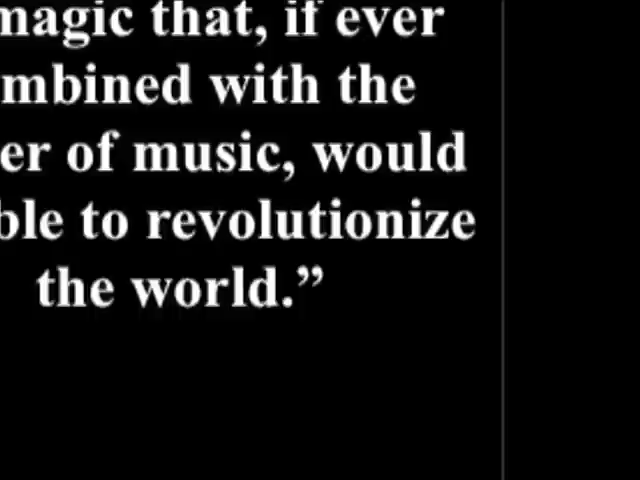 magic that, if ever
mbined with the
er of music, would
ble to revolutionize
the world.”